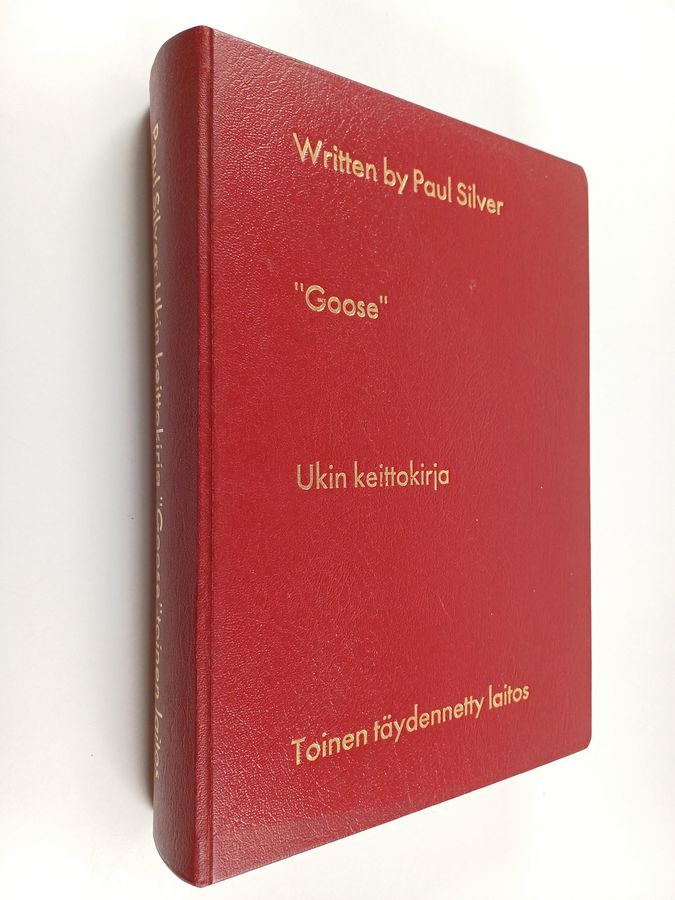 Written by Paul Silver
"Goose"
Ukin keittokirja
Toinen täydennetty laitos
Paul Silver: Ukin keittokirja "Goose" toinen laitos